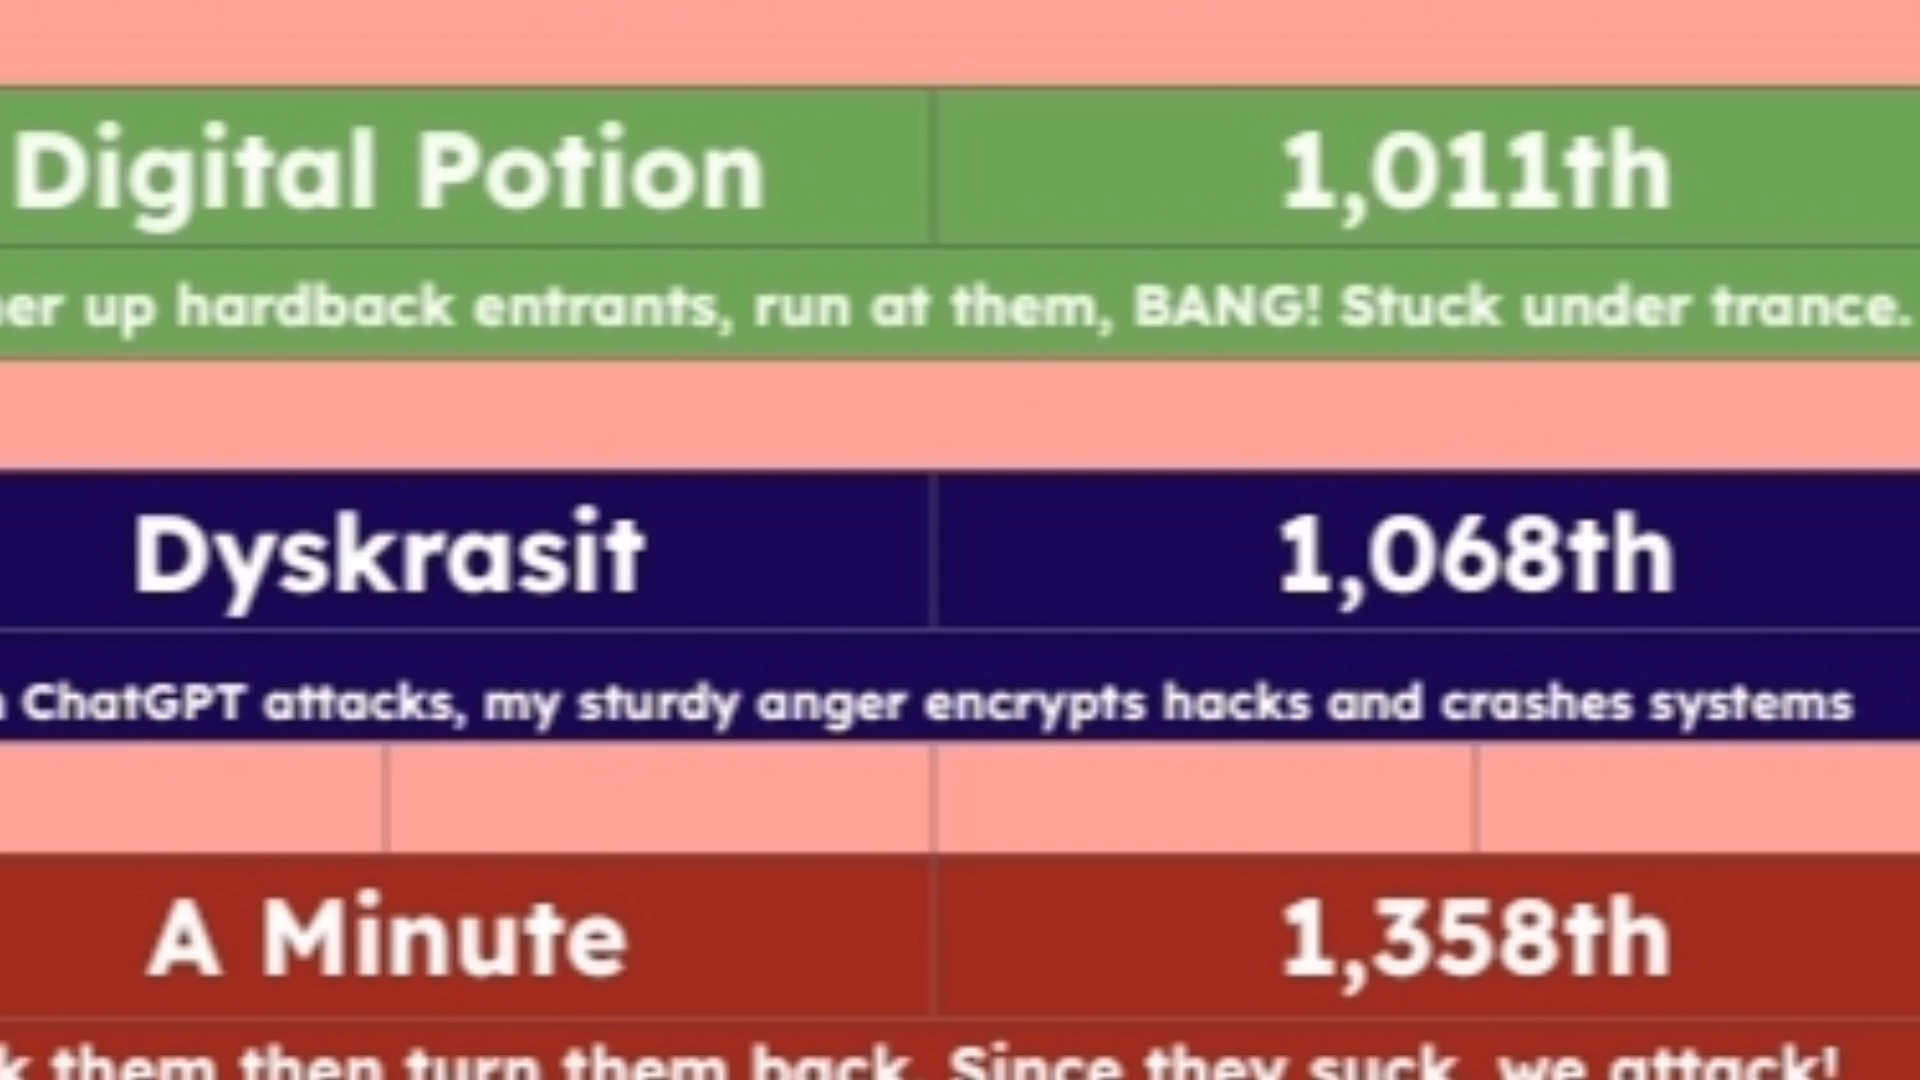 Digital Potion 1,011th
up hardback entrants, run at them, BANG! Stuck under trance.
Dyskrasit 1,068th
ChatGPT attacks, my sturdy anger encrypts hacks and crashes systems
A Minute 1,358th
them then turn them back. Since they suck, we attack!